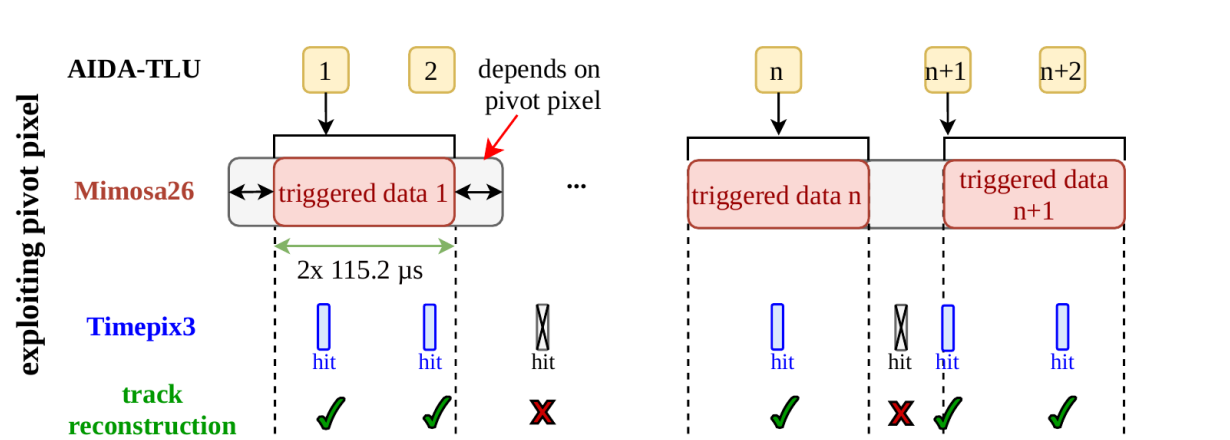 exploiting pivot pixel
AIDA-TLU
1
2
depends on
pivot pixel
n
n+1
n+2
Mimosa26
triggered data 1
...
triggered data n
triggered data
n+1
2x 115.2 µs
Timepix3
hit
hit
hit
hit
hit
hit
hit
track
reconstruction